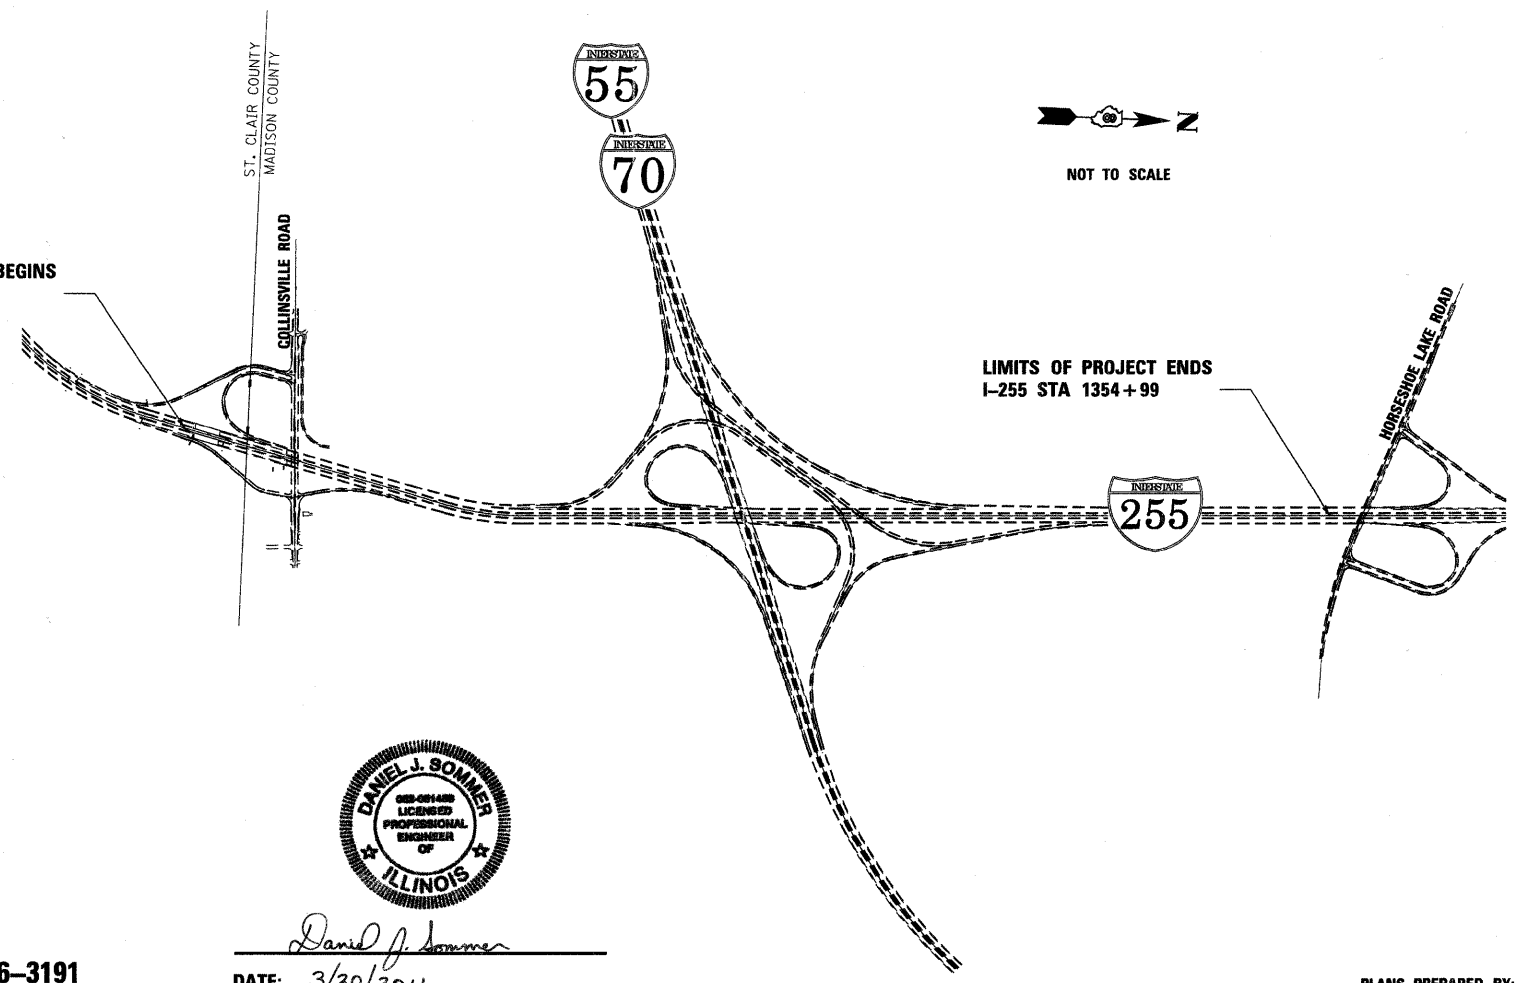 INTERSTATE
55
INTERSTATE
70
N
NOT TO SCALE
ST. CLAIR COUNTY
MADISON COUNTY
COLLINSVILLE ROAD
BEGINS
LIMITS OF PROJECT ENDS
I-255 STA 1354+99
HORSESHOE LAKE ROAD
INTERSTATE
255
DANIEL J. SOMMER
LICENSED
PROFESSIONAL
ENGINEER
OF
ILLINOIS
Daniel J. Sommer
6-3191
DATE: 3/30/2011
PLANS PREPARED BY: